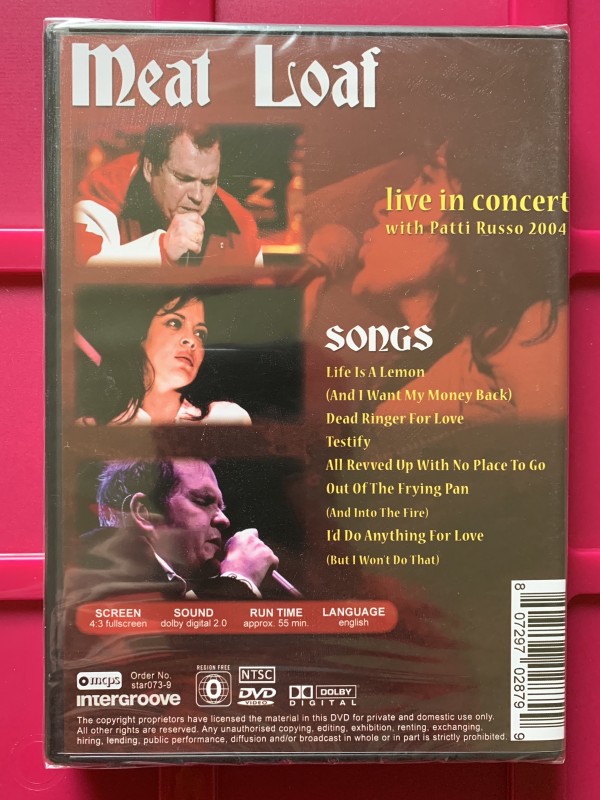 Meat Loaf
live in concert
with Patti Russo 2004
SONGS
Life Is A Lemon
(And I Want My Money Back)
Dead Ringer For Love
Testify
All Revved Up With No Place To Go
Out Of The Frying Pan
(And Into The Fire)
I'd Do Anything For Love
(But I Won't Do That)
SCREEN SOUND RUN TIME LANGUAGE
4:3 fullscreen dolby digital 2.0 approx. 55 min. english
mcps
Order No.
star073-9
intergroove
REGION FREE
0
NTSC
DVD
VIDEO
DOLBY
DIGITAL
8 07297 02879 9
The copyright proprietors have licensed the material in this DVD for private and domestic use only.
All other rights are reserved. Any unauthorised copying, editing, exhibition, renting, exchanging,
hiring, lending, public performance, diffusion and/or broadcast in whole or in part is strictly prohibited.